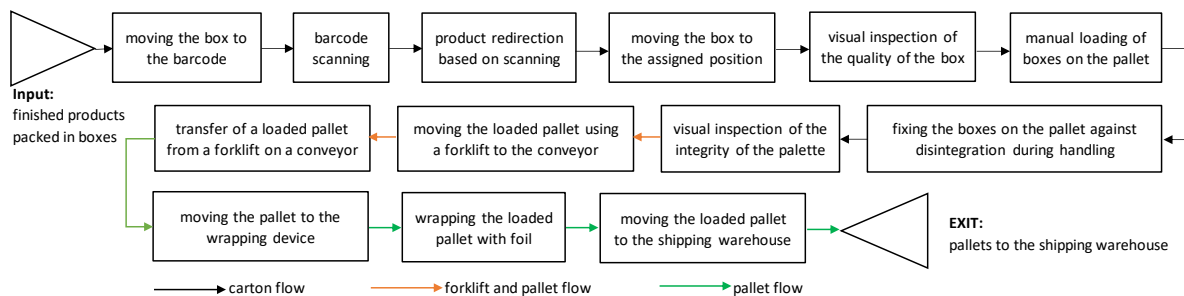 moving the box to
the barcode
barcode
scanning
product redirection
based on scanning
moving the box to
the assigned position
visual inspection of
the quality of the box
manual loading of
boxes on the pallet
Input:
finished products
packed in boxes
transfer of a loaded pallet
from a forklift on a conveyor
moving the loaded pallet using
a forklift to the conveyor
visual inspection of the
integrity of the palette
fixing the boxes on the pallet against
disintegration during handling
moving the pallet to the
wrapping device
wrapping the loaded
pallet with foil
moving the loaded pallet
to the shipping warehouse
EXIT:
pallets to the shipping warehouse
carton flow
forklift and pallet flow
pallet flow